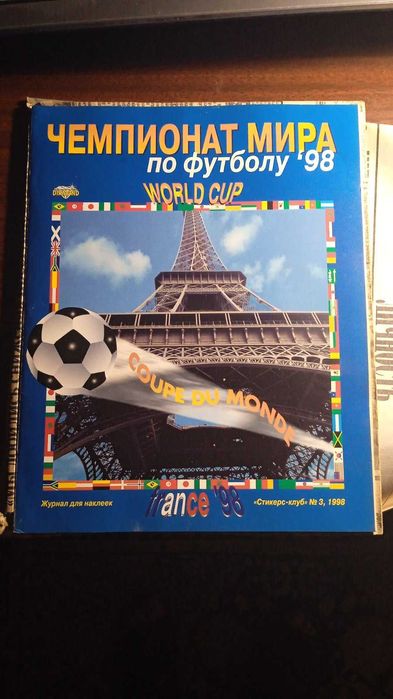 ЧЕМПИОНАТ МИРА
по футболу '98
DIAMOND
WORLD CUP
COUPE DU MONDE
france '98
Журнал для наклеек
«Стикерс-клуб» № 3, 1998